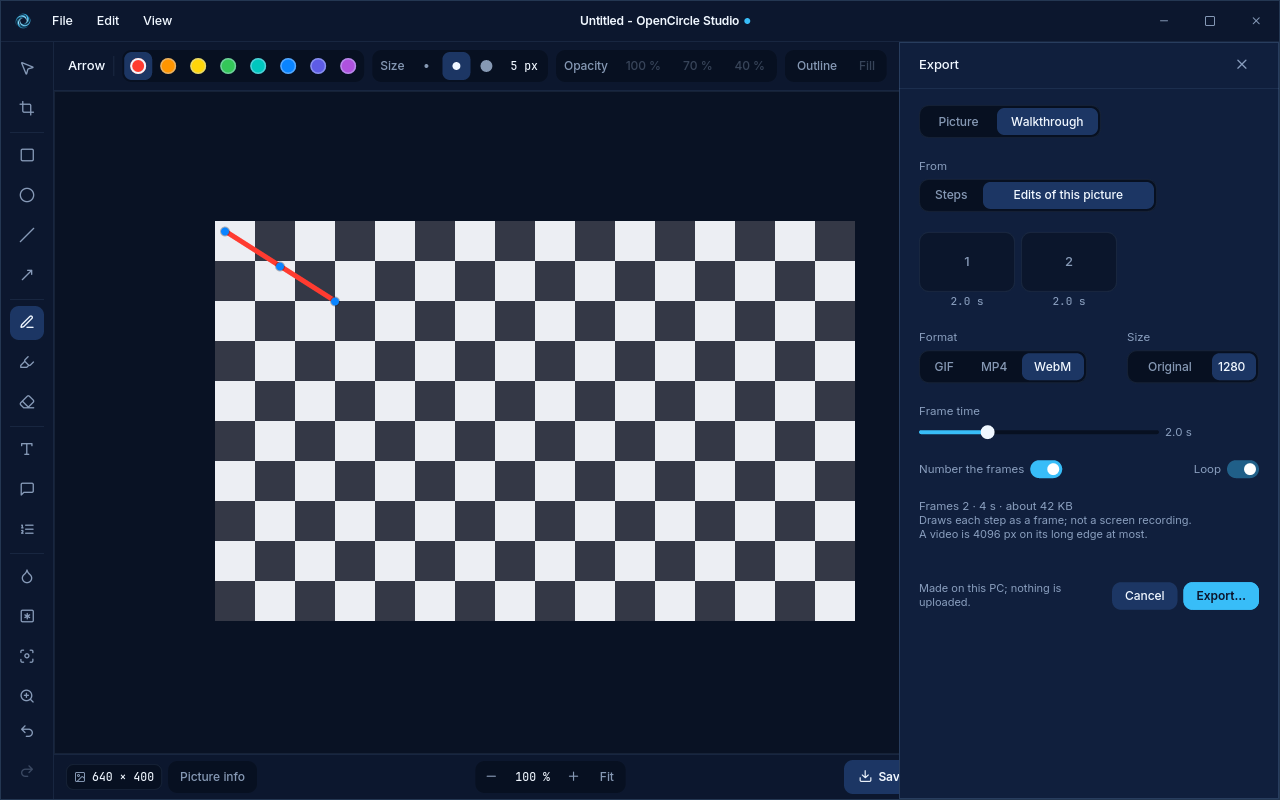 File Edit View
Untitled - OpenCircle Studio
Arrow
Size
5 px
Opacity 100 % 70 % 40 %
Outline Fill
Export
Picture Walkthrough
From
Steps Edits of this picture
1 2
2.0 s 2.0 s
Format Size
GIF MP4 WebM Original 1280
Frame time
2.0 s
Number the frames Loop
Frames 2 · 4 s · about 42 KB
Draws each step as a frame; not a screen recording.
A video is 4096 px on its long edge at most.
Made on this PC; nothing is
uploaded.
Cancel Export...
640 × 400 Picture info
100 % Fit
Sav